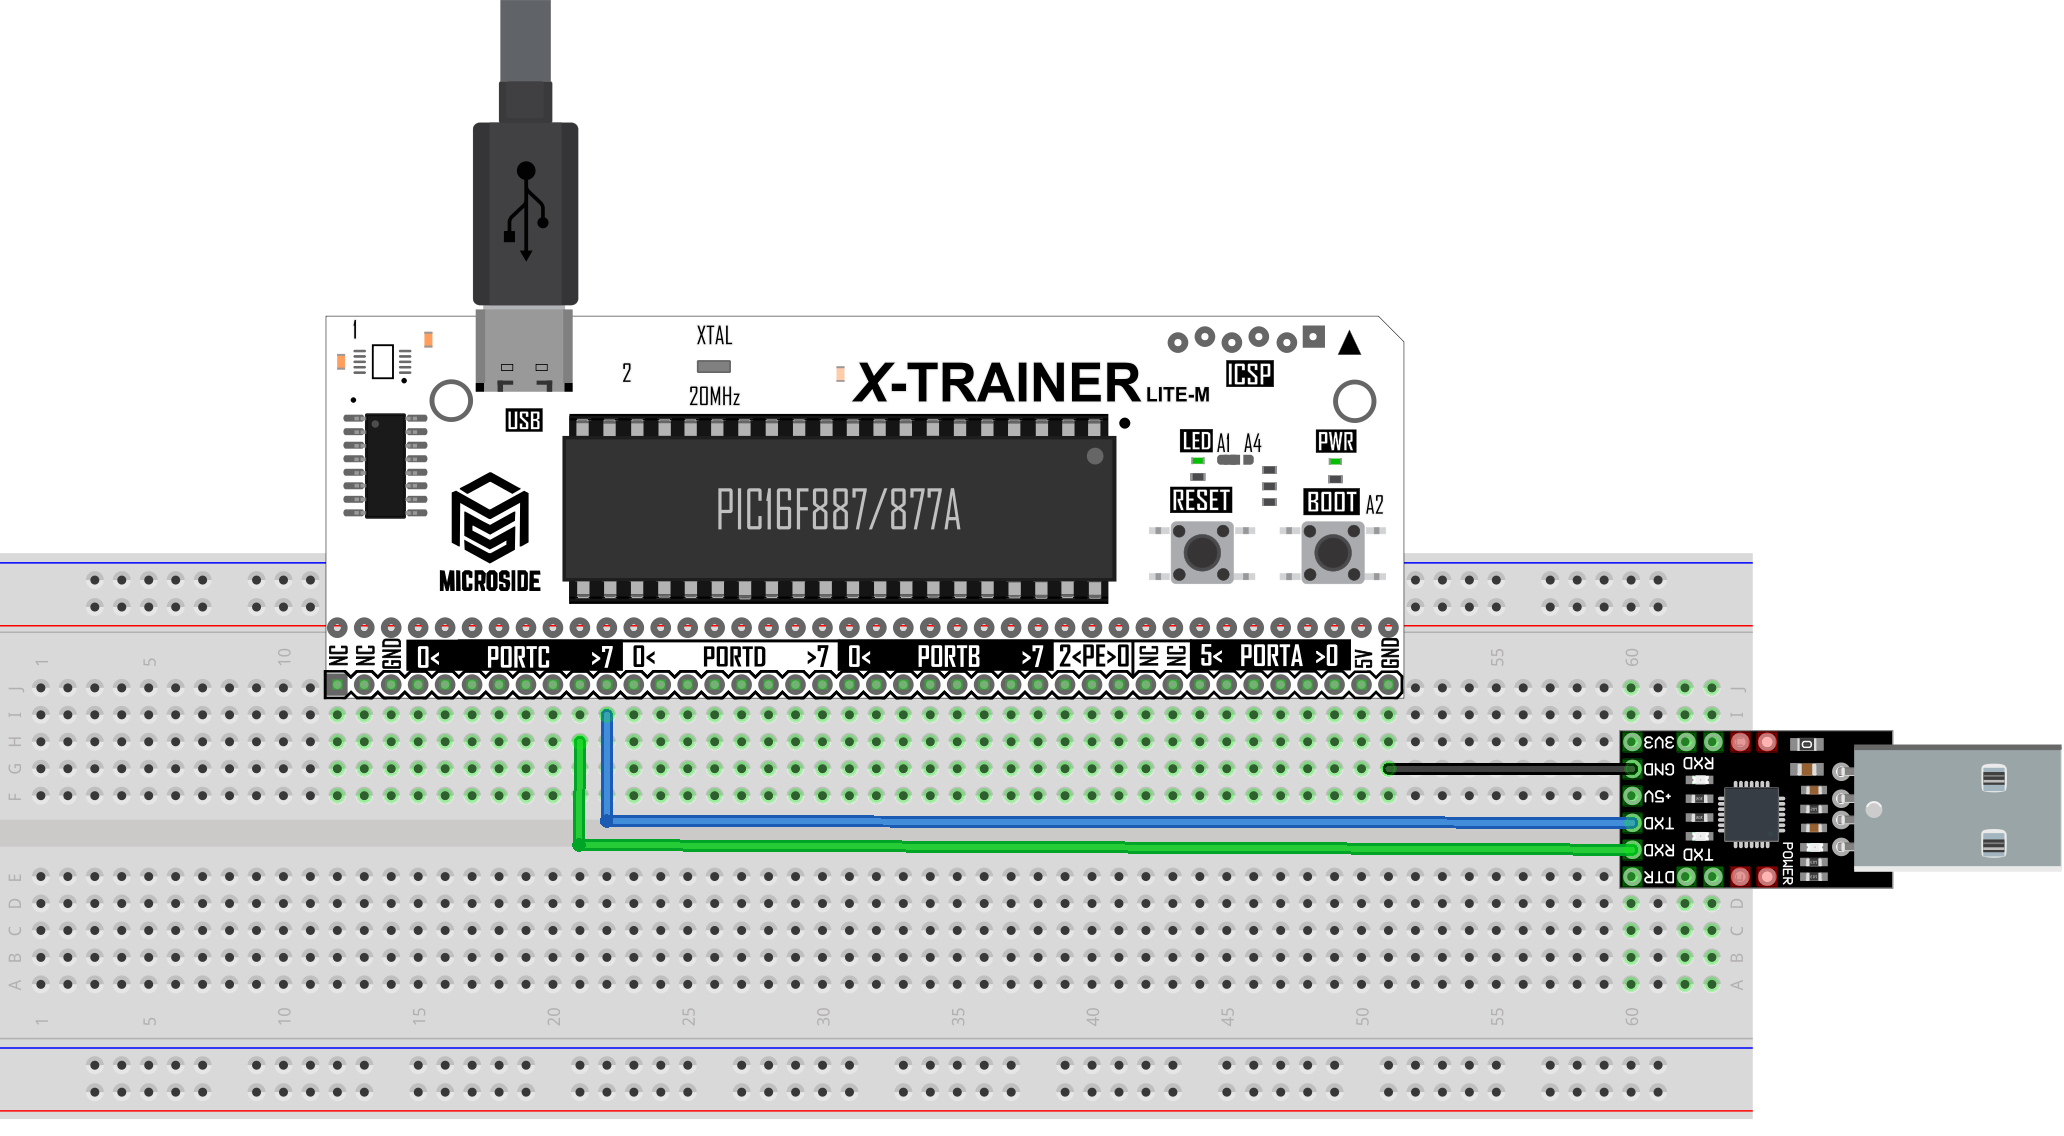 1
XTAL
2
20MHz
X-TRAINER LITE-M
ICSP
USB
LED A1 A4
PWR
RESET
BOOT A2
PIC16F887/877A
MICROSIDE
NC NC GND 0< PORTC >7 0< PORTD >7 0< PORTB >7 2<PE>0 NC NC 5< PORTA >0 5V GND
1 5 10 55 60
J J
I I
H
G
F
3V3
GND
+5V
TXD
RXD
DTR
RXD
TXD
POWER
0
E
D D
C C
B B
A A
1 5 10 15 20 25 30 35 40 45 50 55 60